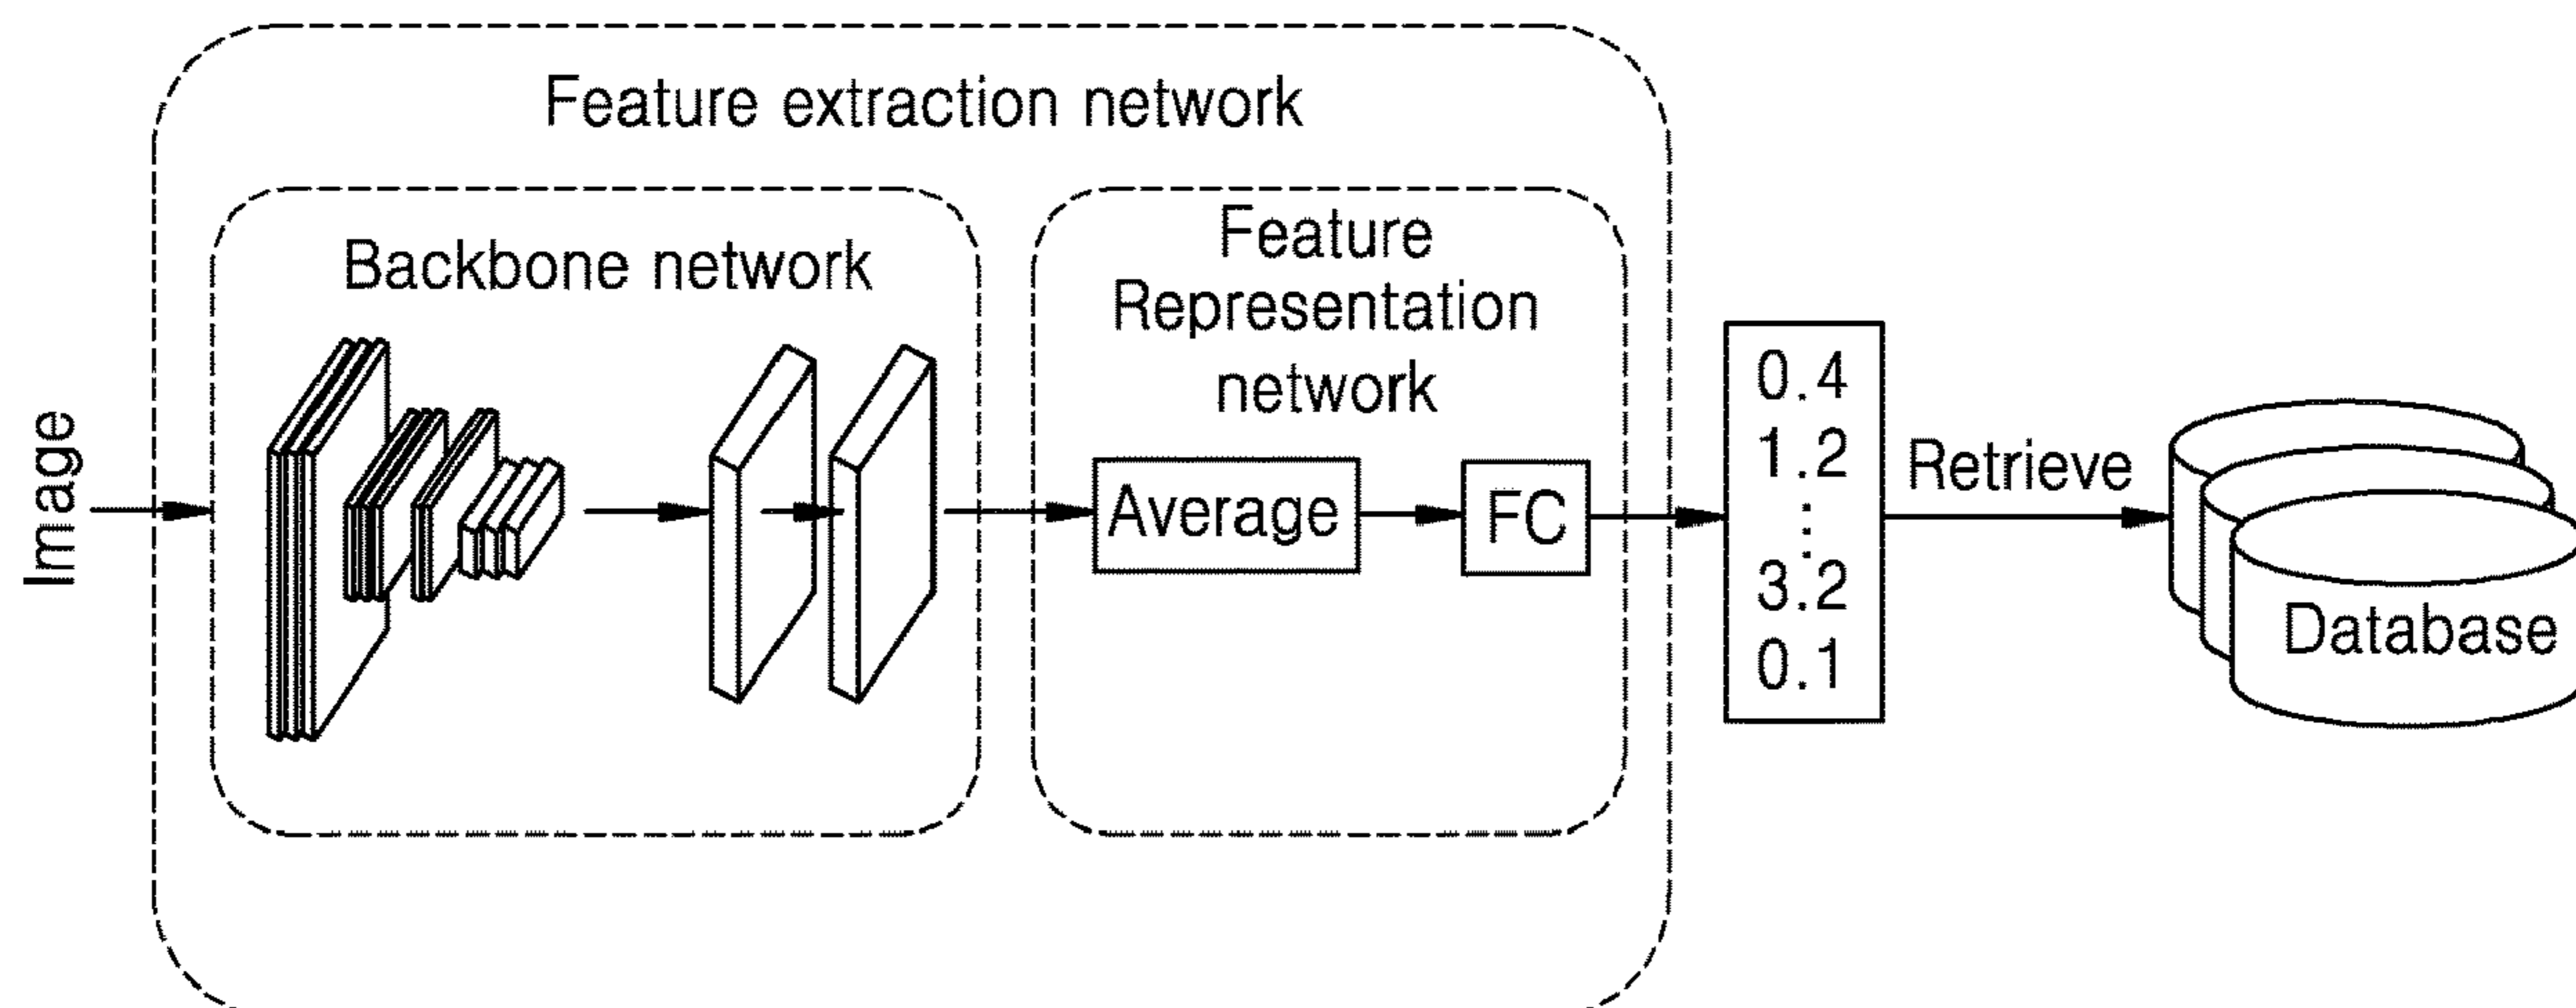 Feature extraction network
Backbone network
Feature
Representation
network
Image
Average
FC
0.4
1.2
⋮
3.2
0.1
Retrieve
Database